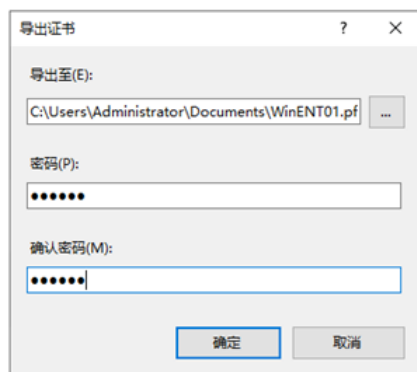 导出证书
导出至(E):
C:\Users\Administrator\Documents\WinENT01.pf
...
密码(P):
●●●●●●
确认密码(M):
●●●●●●
确定
取消